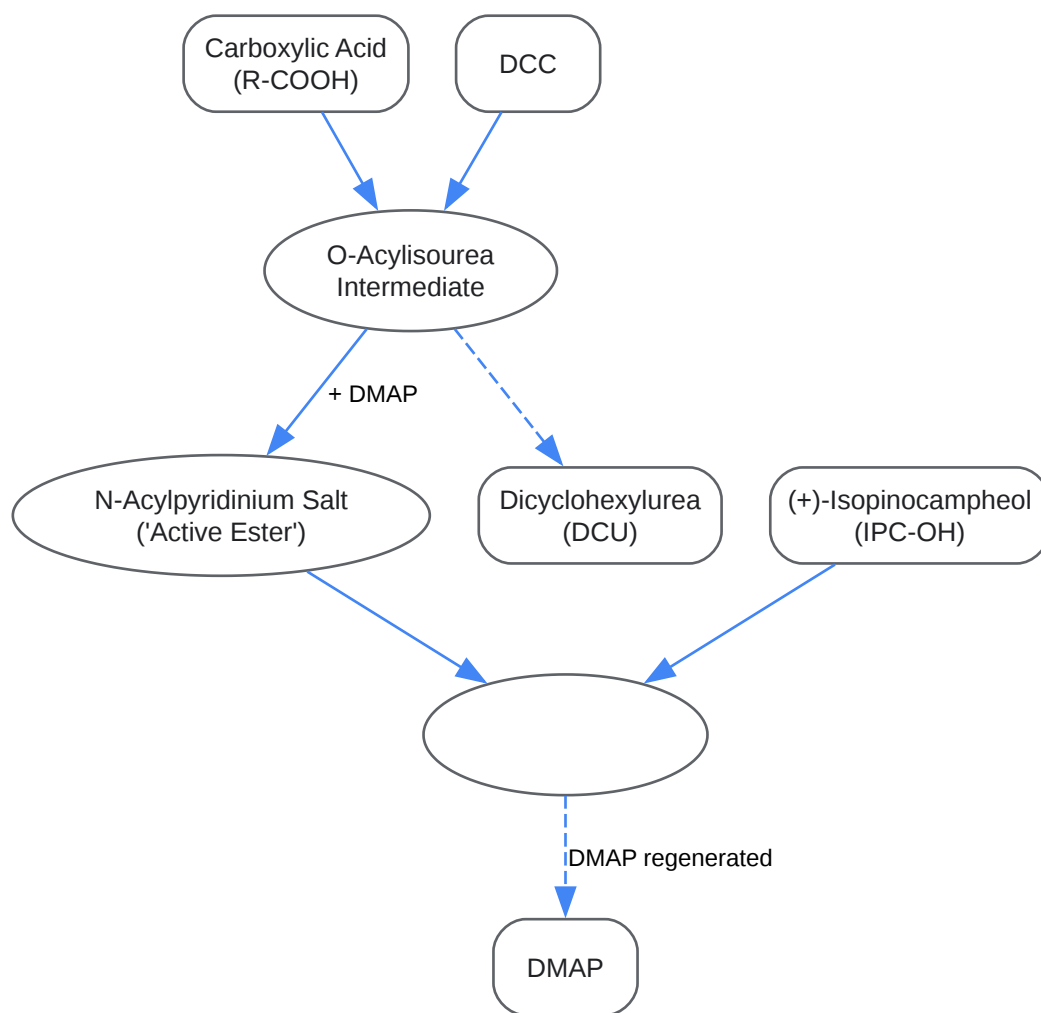 Carboxylic Acid
(R-COOH)
DCC
O-Acylisourea
Intermediate
+ DMAP
N-Acylpyridinium Salt
('Active Ester')
Dicyclohexylurea
(DCU)
(+)-Isopinocampheol
(IPC-OH)
DMAP regenerated
DMAP